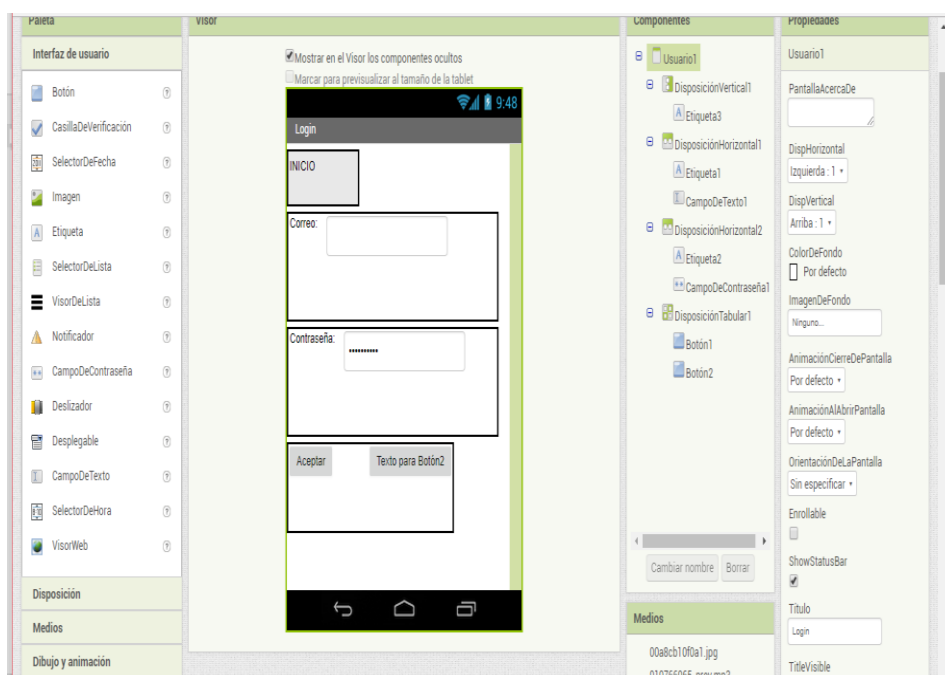 Paleta
Interfaz de usuario
Botón
CasillaDeVerificación
SelectorDeFecha
Imagen
Etiqueta
SelectorDeLista
VisorDeLista
Notificador
CampoDeContraseña
Deslizador
Desplegable
CampoDeTexto
SelectorDeHora
VisorWeb
Disposición
Medios
Dibujo y animación
Visor
Mostrar en el Visor los componentes ocultos
Marcar para previsualizar al tamaño de la tablet
9:48
Login
INICIO
Correo:
Contraseña:
Aceptar
Texto para Botón2
Componentes
Usuario1
DisposiciónVertical1
Etiqueta3
DisposiciónHorizontal1
Etiqueta1
CampoDeTexto1
DisposiciónHorizontal2
Etiqueta2
CampoDeContraseña1
DisposiciónTabular1
Botón1
Botón2
Cambiar nombre
Borrar
Medios
00a8cb10f0a1.jpg
Propiedades
Usuario1
PantallaAcercaDe
DispHorizontal
Izquierda : 1
DispVertical
Arriba : 1
ColorDeFondo
Por defecto
ImagenDeFondo
Ninguno...
AnimaciónCierreDePantalla
Por defecto
AnimaciónAlAbrirPantalla
Por defecto
OrientaciónDeLaPantalla
Sin especificar
Enrollable
ShowStatusBar
Título
Login
TitleVisible